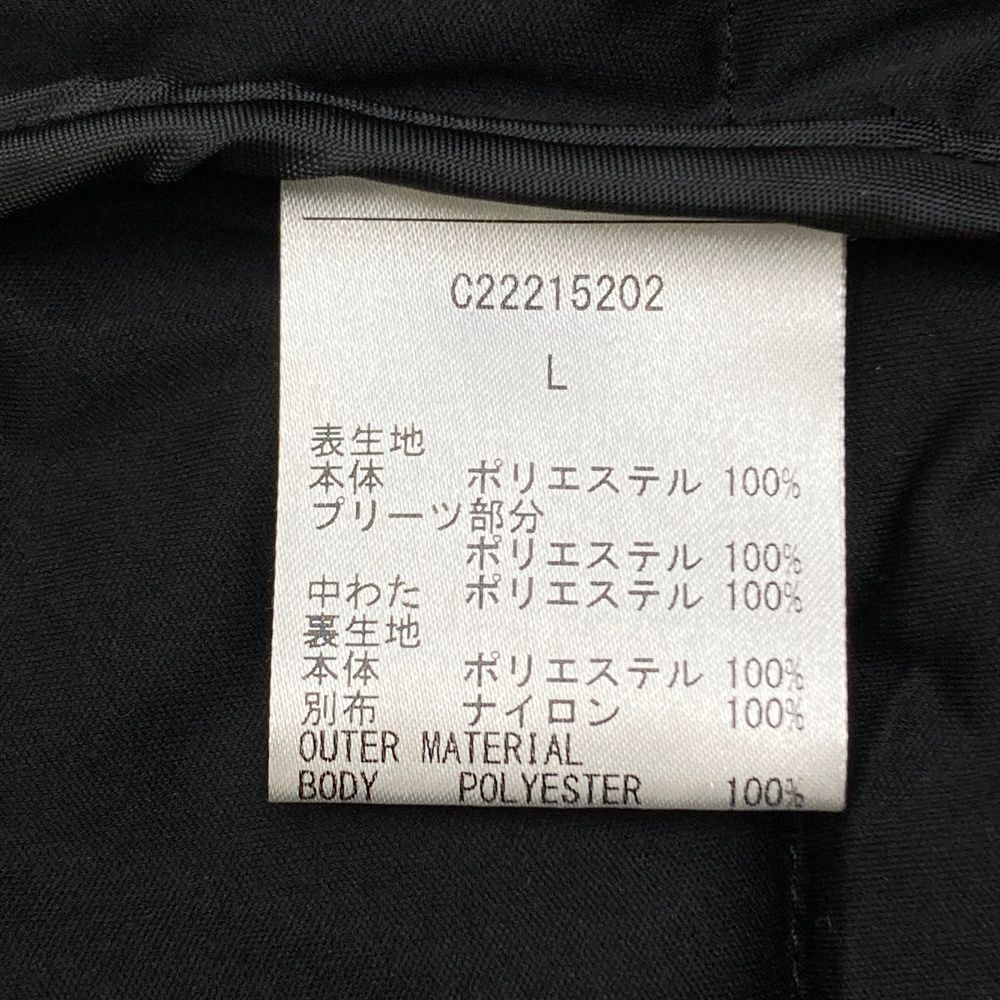 C22215202
L
表生地
本体 ポリエステル 100%
プリーツ部分
ポリエステル 100%
中わた ポリエステル 100%
裏生地
本体 ポリエステル 100%
別布 ナイロン 100%
OUTER MATERIAL
BODY POLYESTER 100%